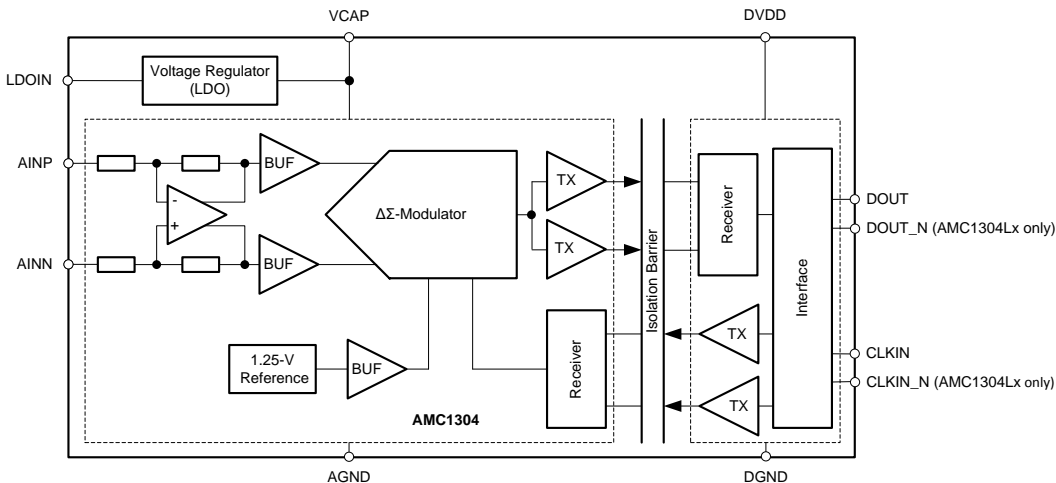 VCAP
DVDD
LDOIN
Voltage Regulator
(LDO)
AINP
BUF
TX
-
+
ΔΣ-Modulator
TX
AINN
BUF
Isolation Barrier
Receiver
Interface
DOUT
DOUT_N (AMC1304Lx only)
1.25-V
Reference
BUF
Receiver
TX
TX
CLKIN
CLKIN_N (AMC1304Lx only)
AMC1304
AGND
DGND